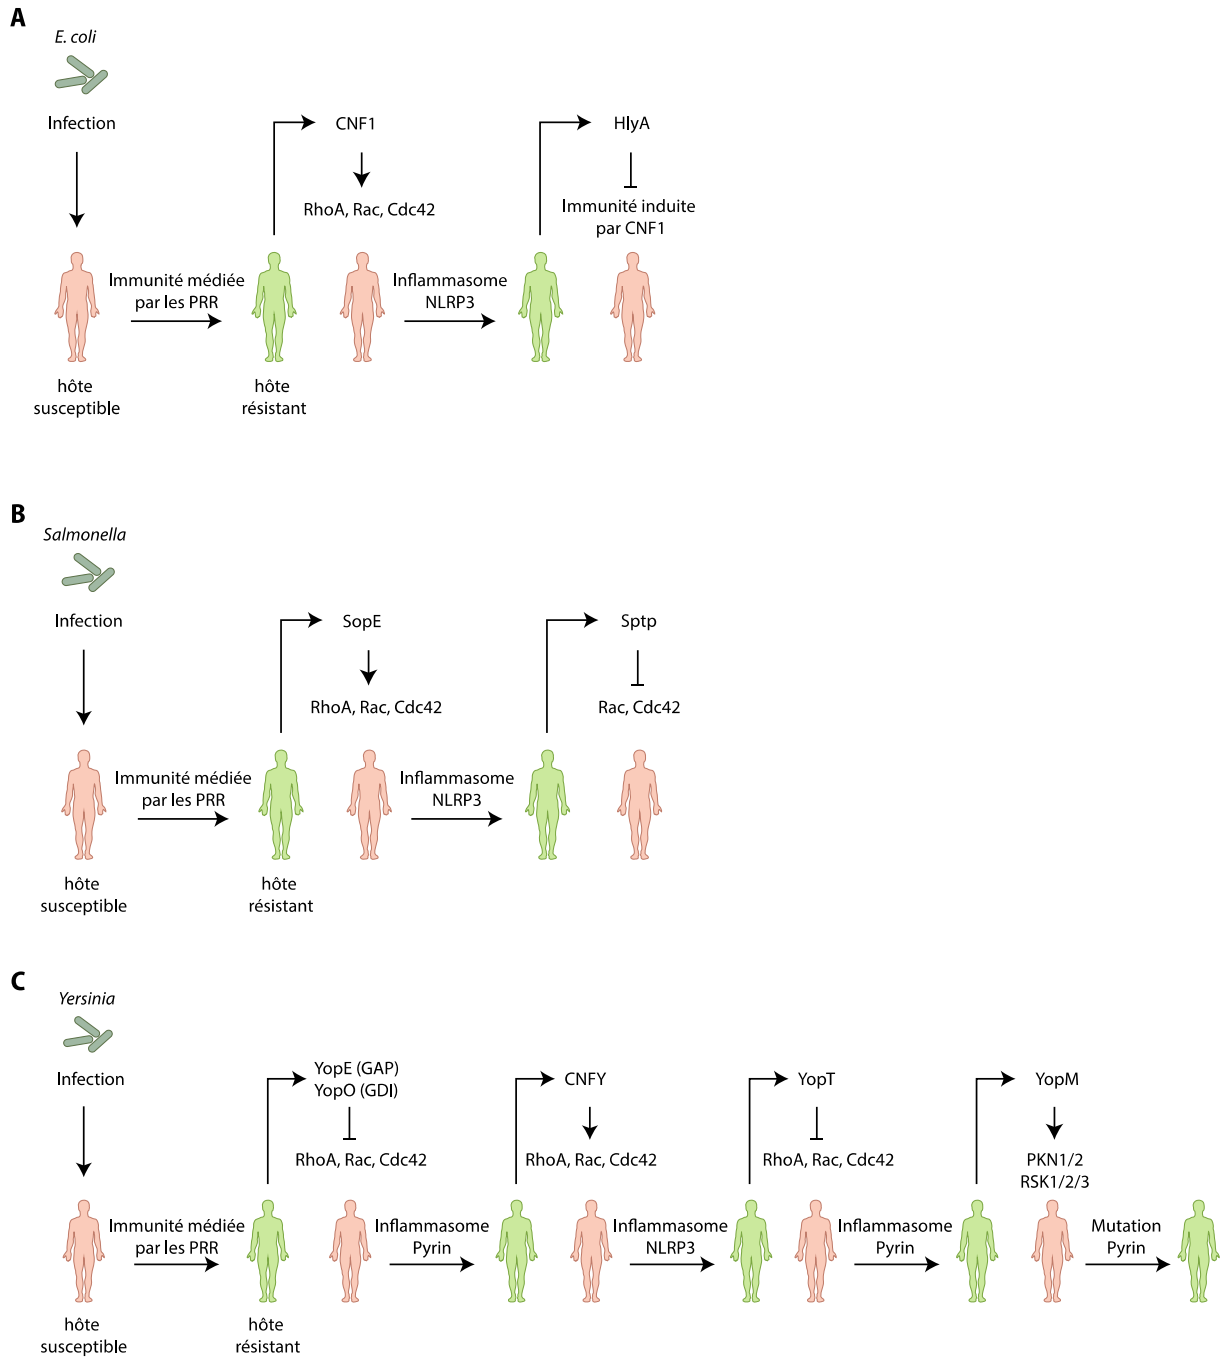 A
E. coli
Infection
CNF1
HlyA
RhoA, Rac, Cdc42
Immunité induite
par CNF1
Immunité médiée
par les PRR
Inflammasome
NLRP3
hôte
susceptible
hôte
résistant
B
Salmonella
Infection
SopE
Sptp
RhoA, Rac, Cdc42
Rac, Cdc42
Immunité médiée
par les PRR
Inflammasome
NLRP3
hôte
susceptible
hôte
résistant
C
Yersinia
Infection
YopE (GAP)
YopO (GDI)
CNFY
YopT
YopM
RhoA, Rac, Cdc42
RhoA, Rac, Cdc42
RhoA, Rac, Cdc42
PKN1/2
RSK1/2/3
Immunité médiée
par les PRR
Inflammasome
Pyrin
Inflammasome
NLRP3
Inflammasome
Pyrin
Mutation
Pyrin
hôte
susceptible
hôte
résistant